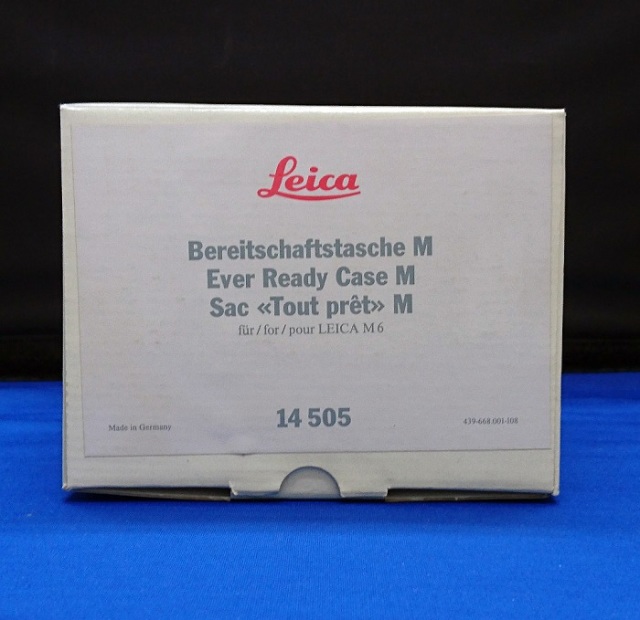 Leica
Bereitschaftstasche M
Ever Ready Case M
Sac «Tout prêt» M
für / for / pour LEICA M6
14 505
Made in Germany
439-668.001-108